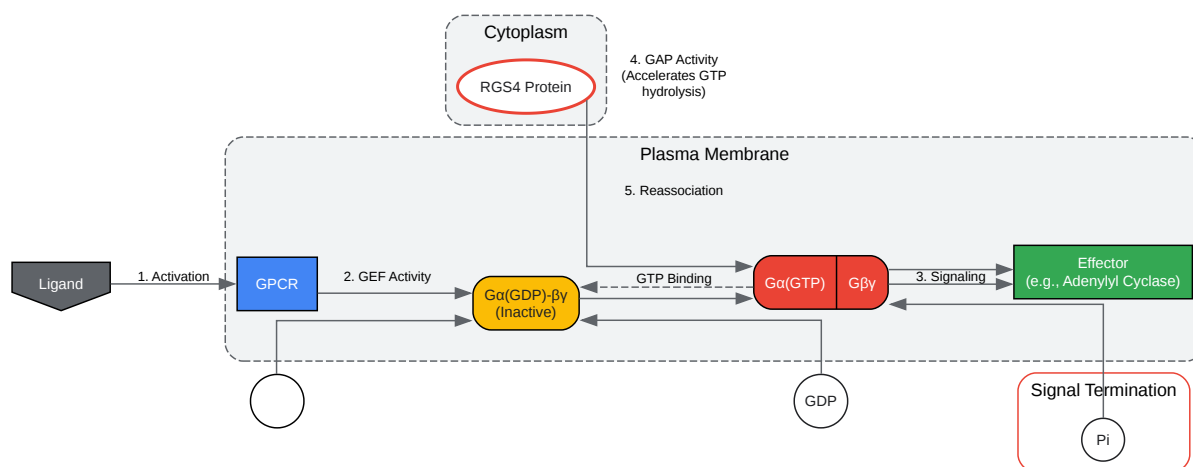 Cytoplasm
RGS4 Protein
4. GAP Activity
(Accelerates GTP
hydrolysis)
Plasma Membrane
5. Reassociation
Ligand
1. Activation
GPCR
2. GEF Activity
Gα(GDP)-βγ
(Inactive)
GTP Binding
Gα(GTP)
Gβγ
3. Signaling
Effector
(e.g., Adenylyl Cyclase)
GDP
Signal Termination
Pi